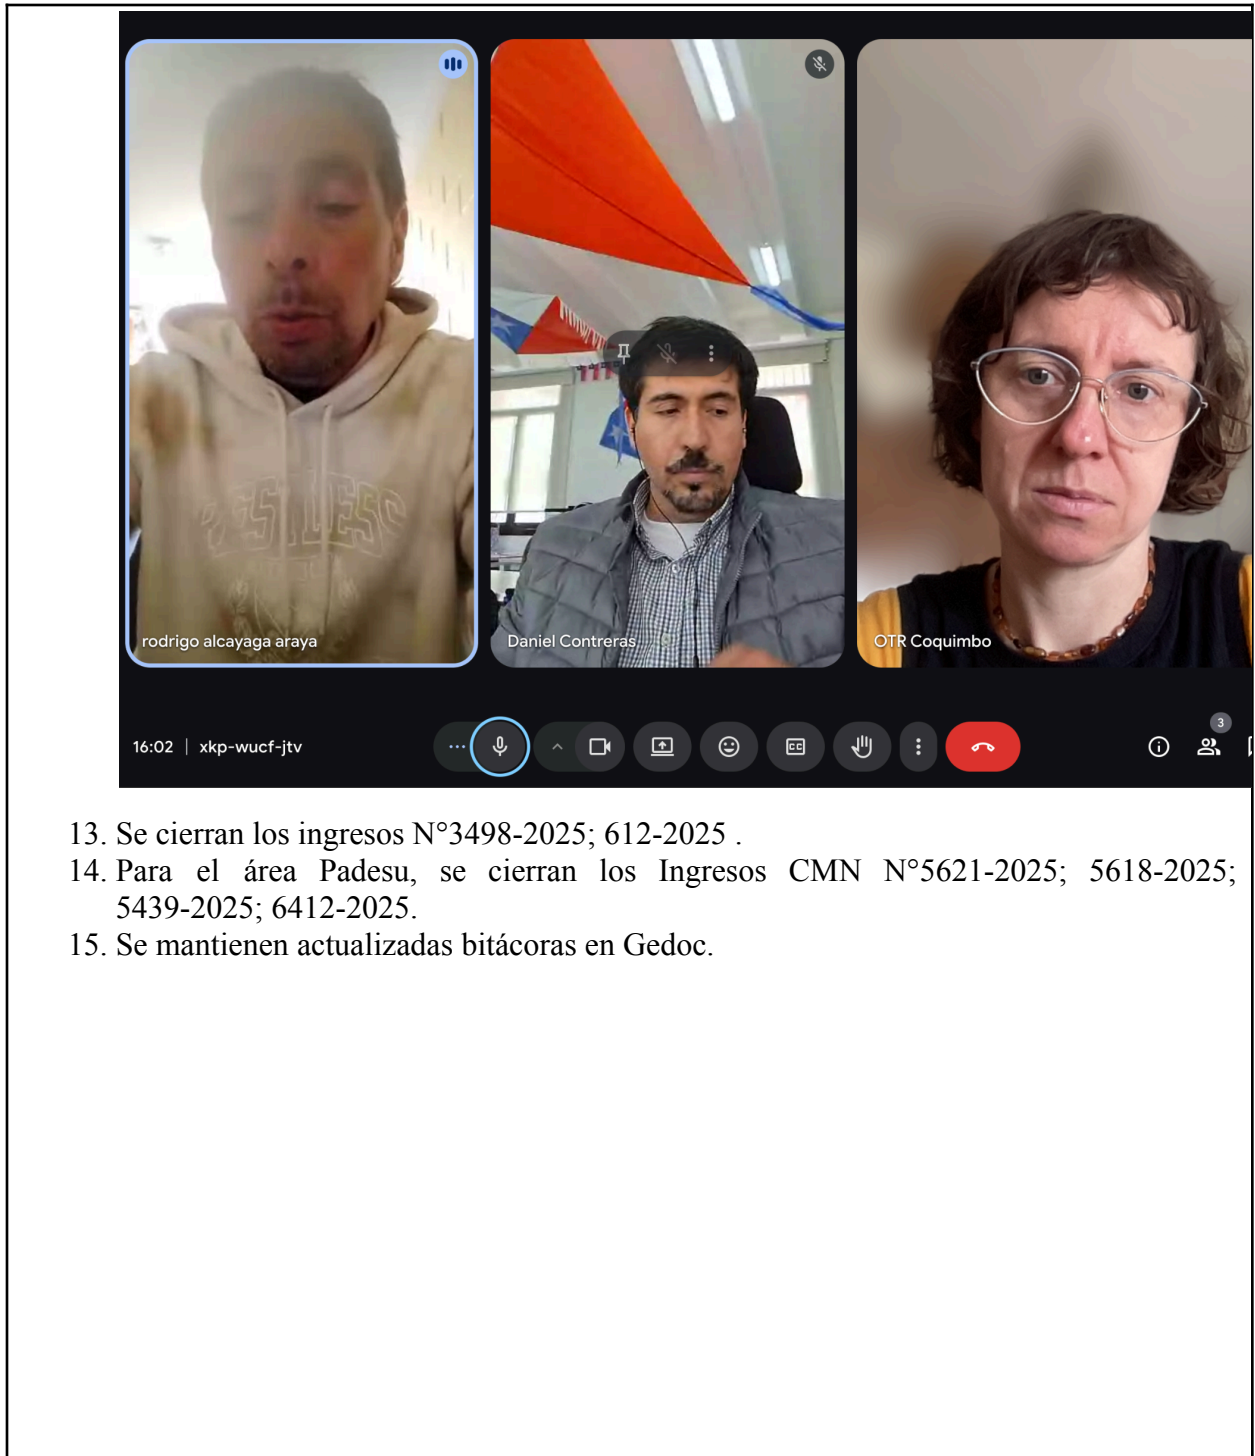 rodrigo alcayaga araya
Daniel Contreras
OTR Coquimbo
16:02 | xkp-wucf-jtv
CC
3
13. Se cierran los ingresos N°3498-2025; 612-2025 .
14. Para el área Padesu, se cierran los Ingresos CMN N°5621-2025; 5618-2025;
5439-2025; 6412-2025.
15. Se mantienen actualizadas bitácoras en Gedoc.